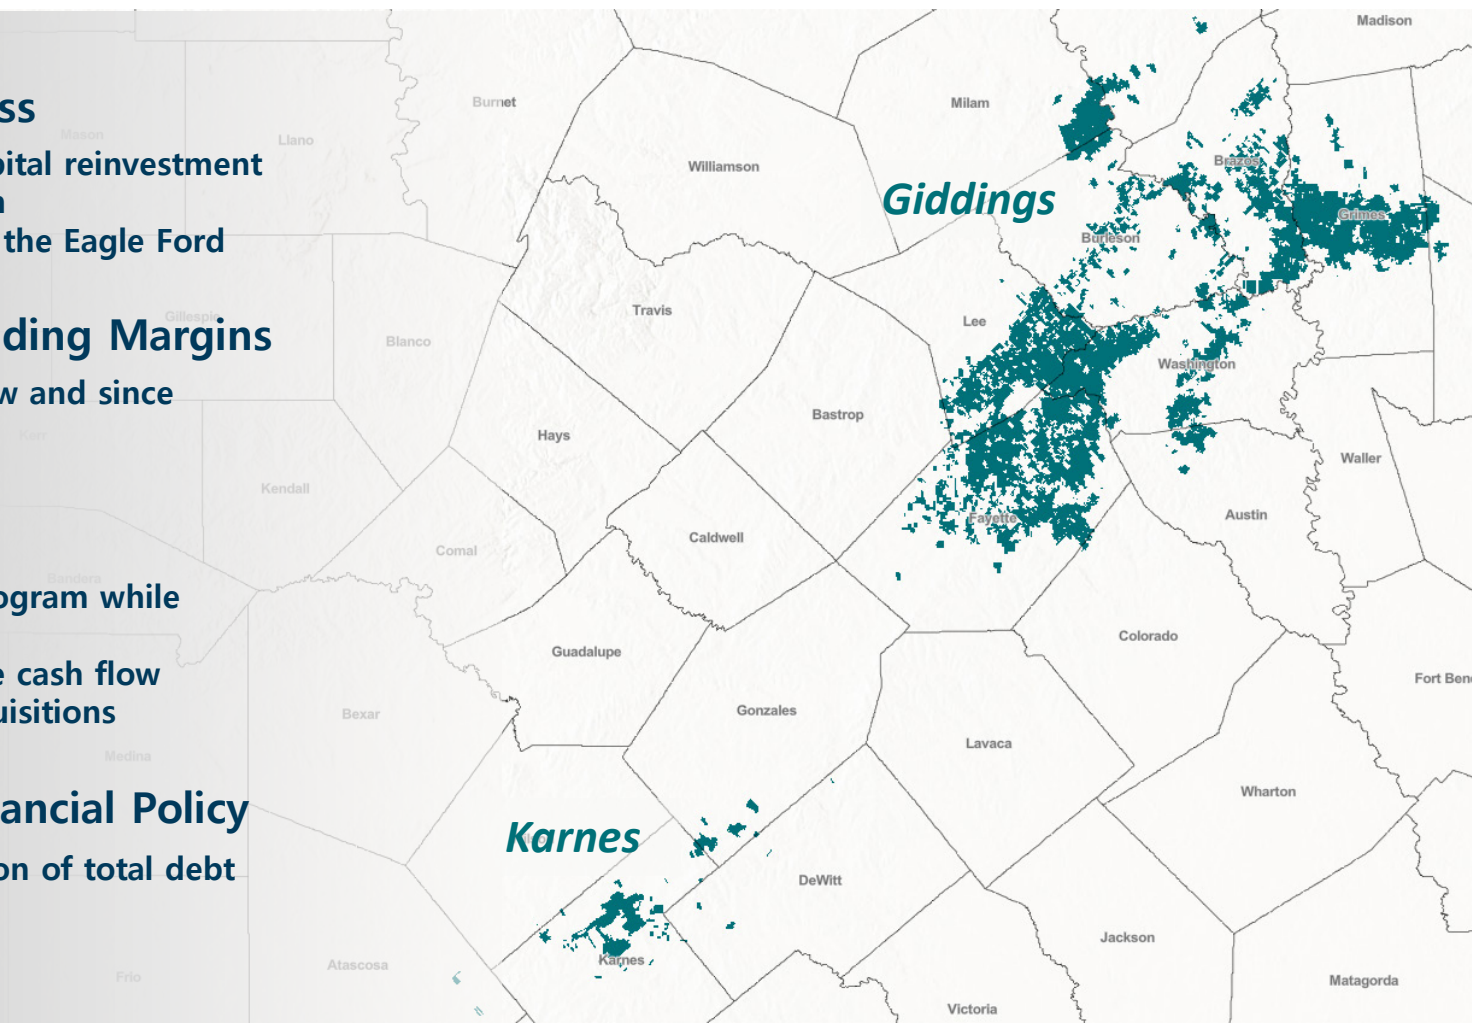 ss
pital reinvestment
n
the Eagle Ford
ding Margins
w and since
ogram while
e cash flow
uisitions
ancial Policy
on of total debt
Madison
Burnet
Milam
Mason
Llano
Williamson
Brazos
Giddings
Grimes
Burleson
Travis
Gillespie
Lee
Blanco
Washington
Bastrop
Kerr
Hays
Waller
Kendall
Fayette
Austin
Caldwell
Comal
Bandera
Colorado
Guadalupe
Fort Ben
Gonzales
Bexar
Lavaca
Medina
Wharton
Karnes
DeWitt
Jackson
Karnes
Atascosa
Frio
Matagorda
Victoria